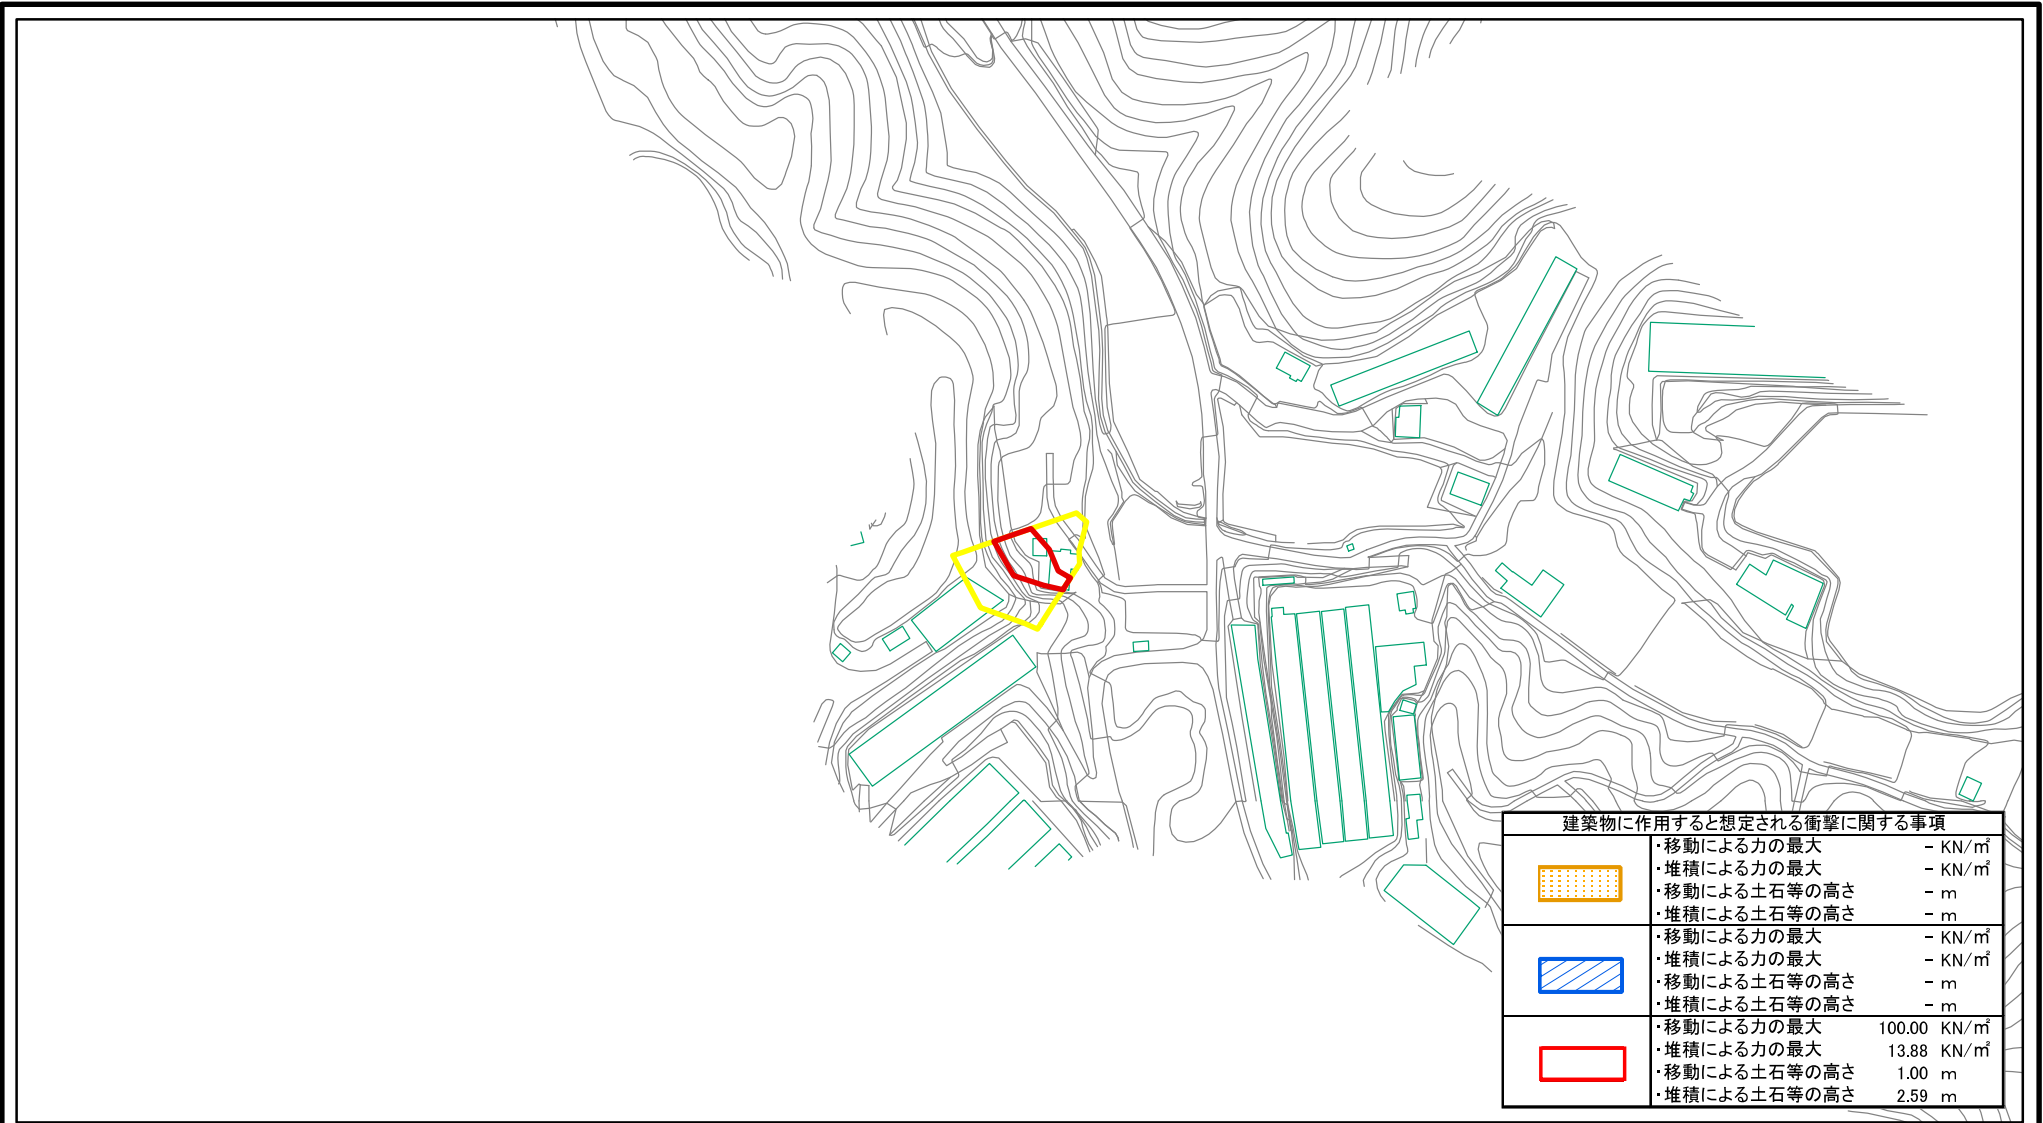 建築物に作用すると想定される衝撃に関する事項
・移動による力の最大 - KN/㎡
・堆積による力の最大 - KN/㎡
・移動による土石等の高さ - m
・堆積による土石等の高さ - m
・移動による力の最大 - KN/㎡
・堆積による力の最大 - KN/㎡
・移動による土石等の高さ - m
・堆積による土石等の高さ - m
・移動による力の最大 100.00 KN/㎡
・堆積による力の最大 13.88 KN/㎡
・移動による土石等の高さ 1.00 m
・堆積による土石等の高さ 2.59 m